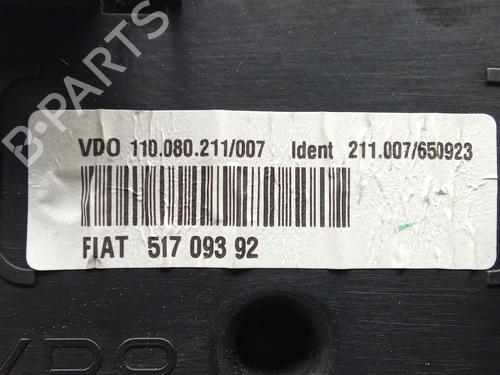 B-PARTS
VDO 110.080.211/007 Ident 211.007/650923
FIAT 517 093 92
VDO